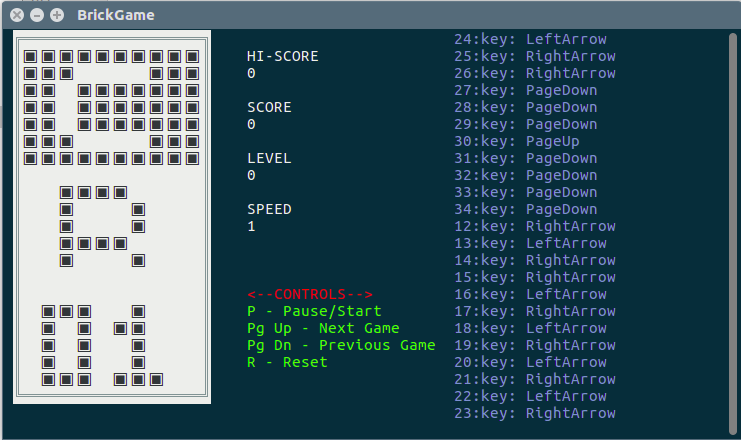 BrickGame
C
R
01
HI-SCORE
0
SCORE
0
LEVEL
0
SPEED
1
<--CONTROLS-->
P - Pause/Start
Pg Up - Next Game
Pg Dn - Previous Game
R - Reset
24:key: LeftArrow
25:key: RightArrow
26:key: RightArrow
27:key: PageDown
28:key: PageDown
29:key: PageDown
30:key: PageUp
31:key: PageDown
32:key: PageDown
33:key: PageDown
34:key: PageDown
12:key: RightArrow
13:key: LeftArrow
14:key: RightArrow
15:key: RightArrow
16:key: LeftArrow
17:key: RightArrow
18:key: LeftArrow
19:key: RightArrow
20:key: LeftArrow
21:key: RightArrow
22:key: LeftArrow
23:key: RightArrow